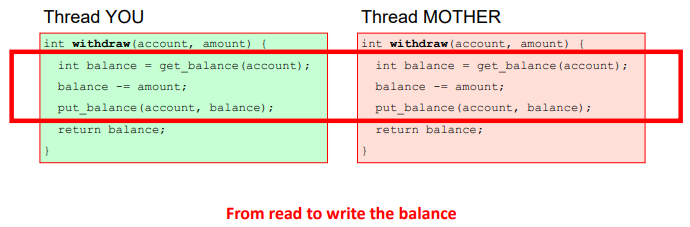 Thread YOU
int withdraw(account, amount) {
int balance = get_balance(account);
balance -= amount;
put_balance(account, balance);
return balance;
}
Thread MOTHER
int withdraw(account, amount) {
int balance = get_balance(account);
balance -= amount;
put_balance(account, balance);
return balance;
}
From read to write the balance